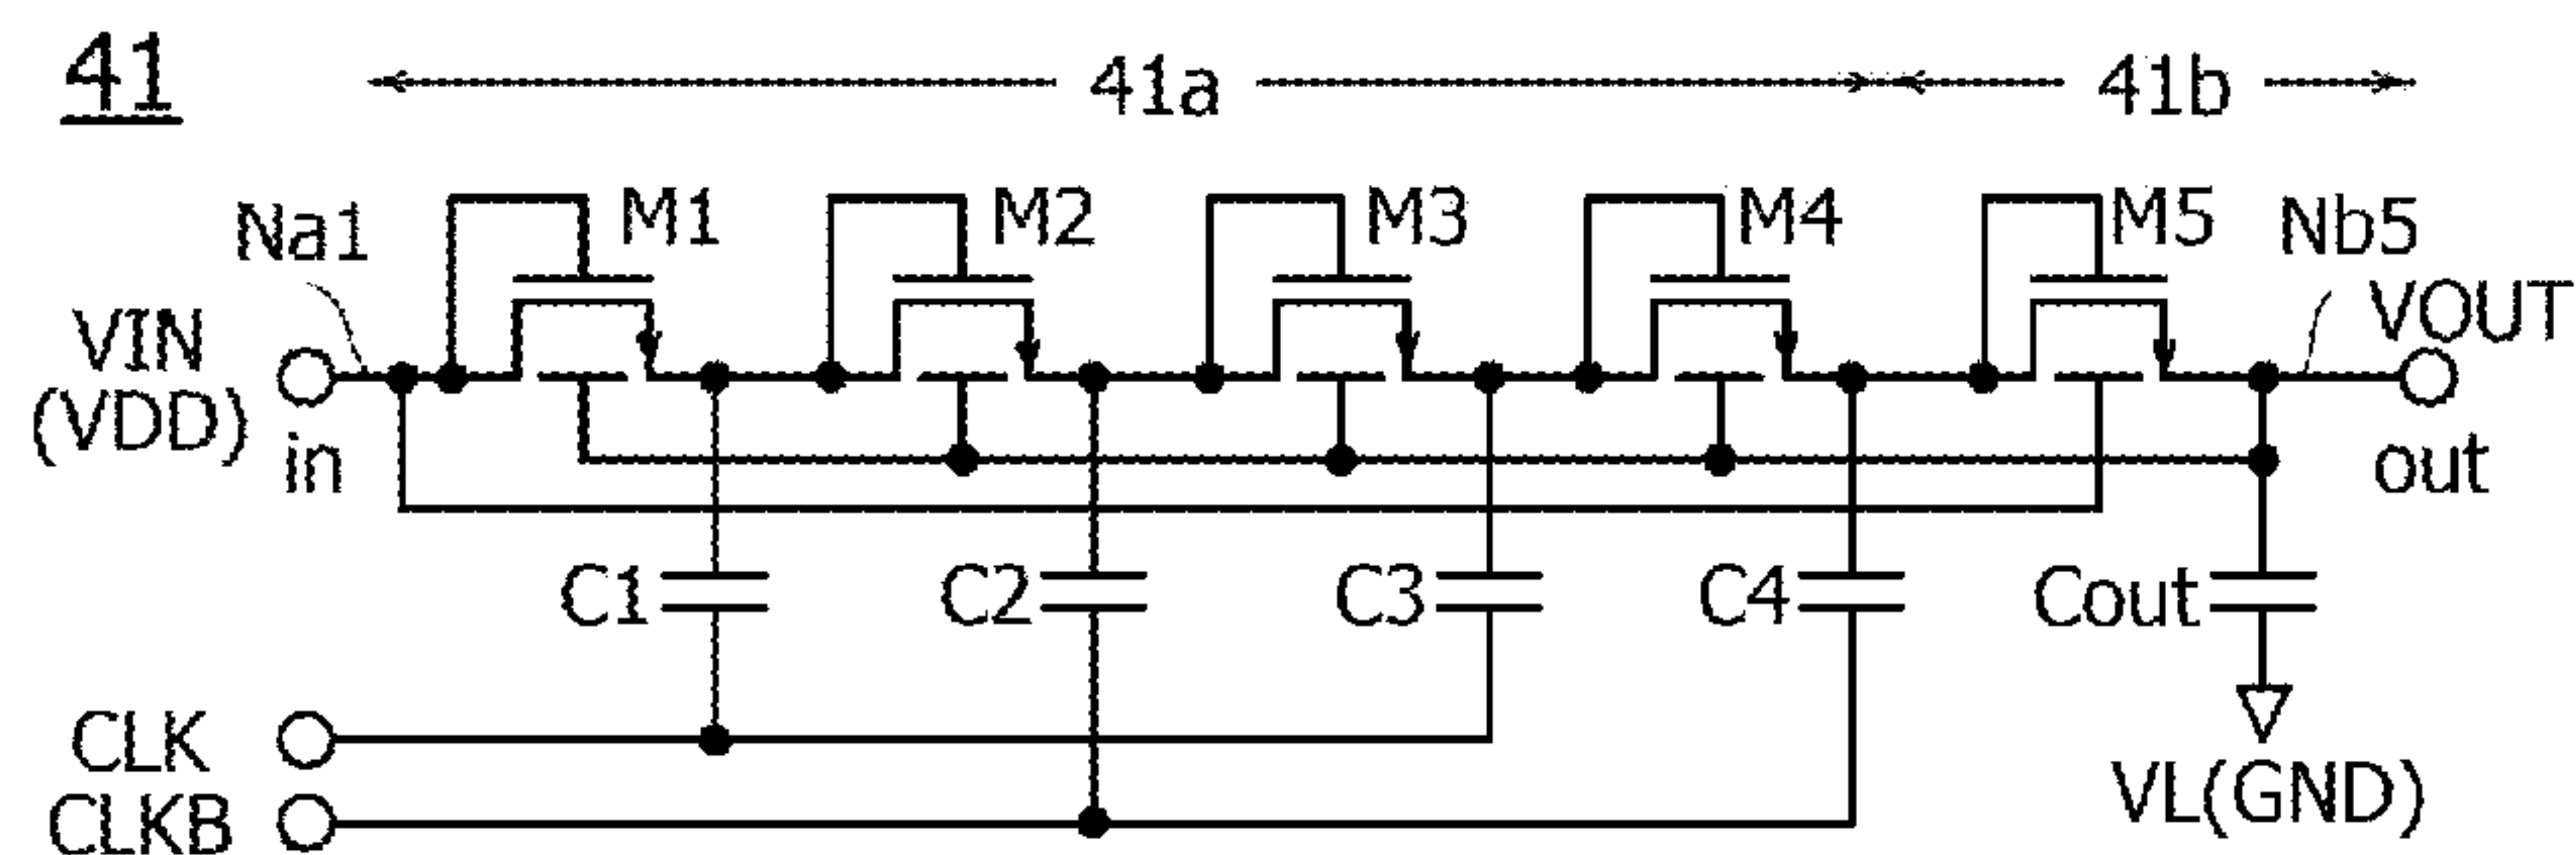 41
41a
41b
Na1
M1
M2
M3
M4
M5
Nb5
VIN
(VDD)
in
VOUT
out
C1
C2
C3
C4
Cout
CLK
CLKB
VL(GND)